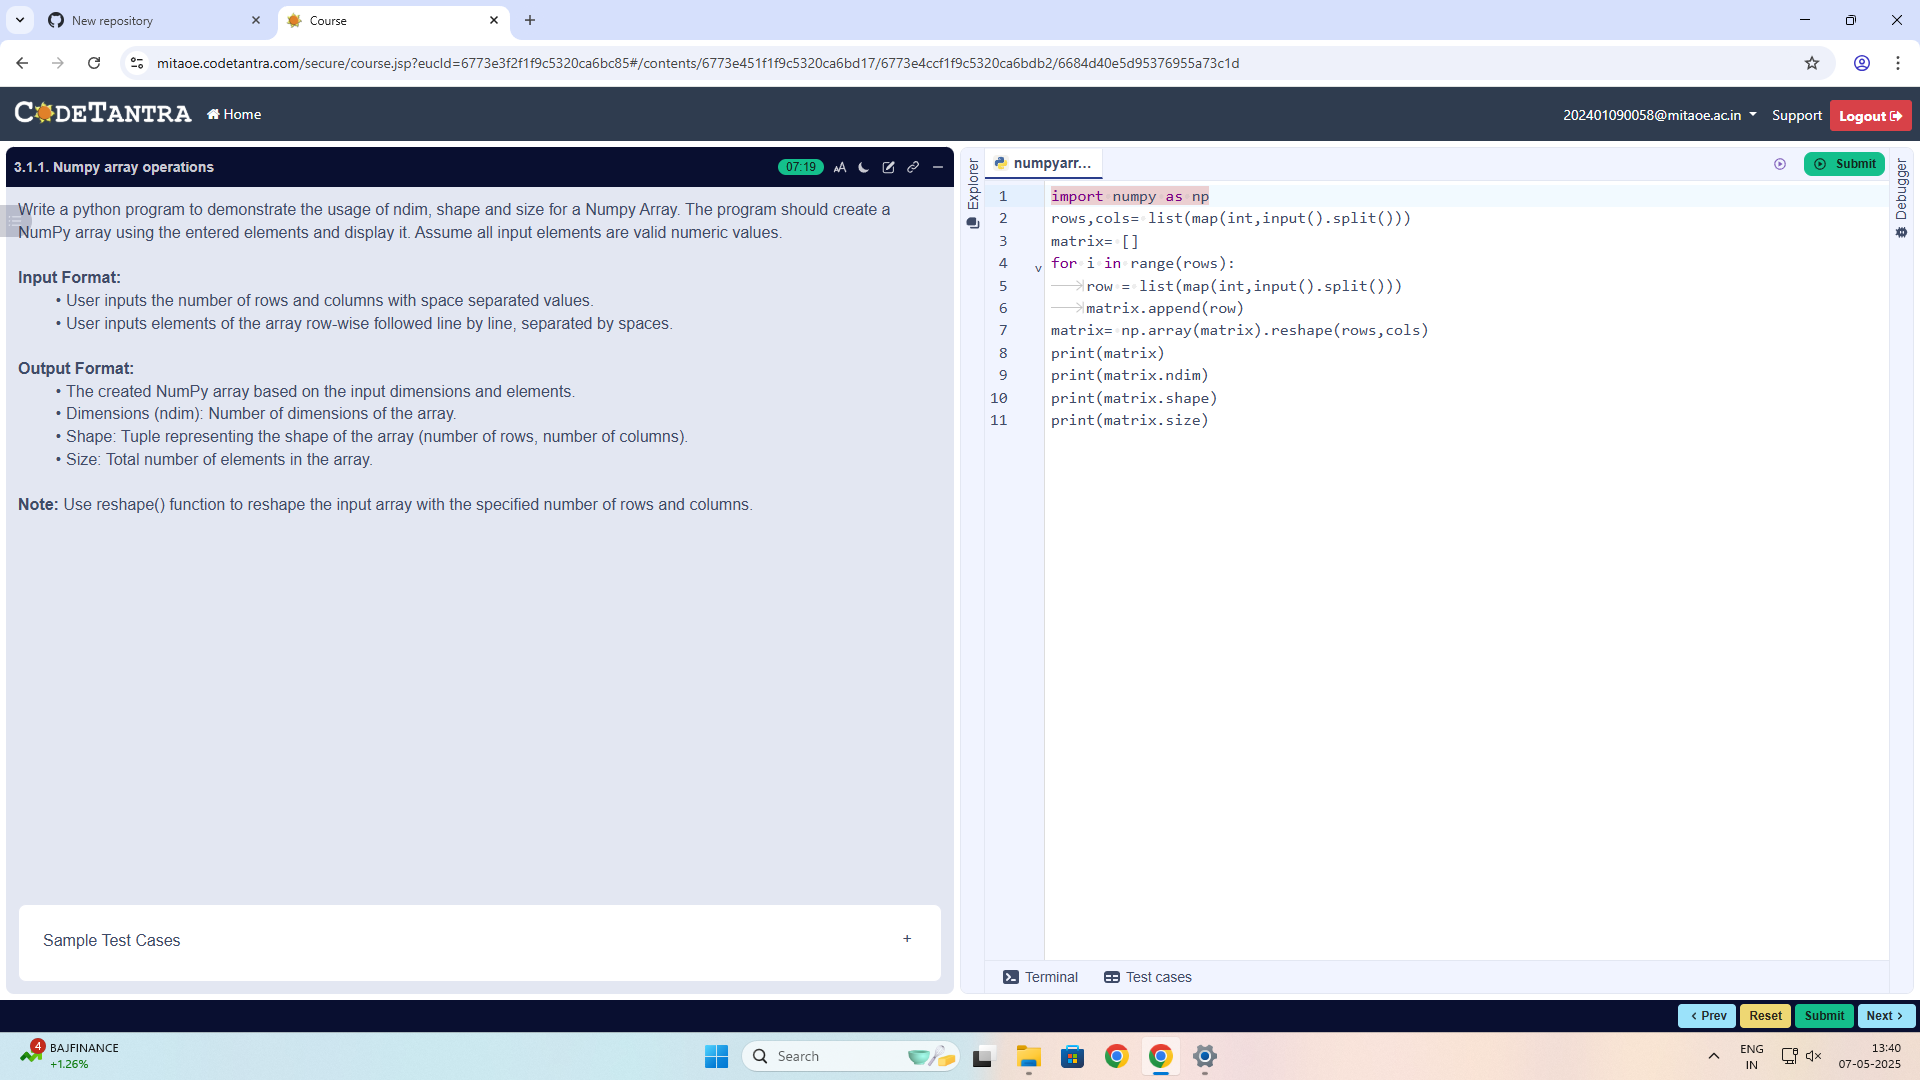 New repository
Course
mitaoe.codetantra.com/secure/course.jsp?eucId=6773e3f2f1f9c5320ca6bc85#/contents/6773e451f1f9c5320ca6bd17/6773e4ccf1f9c5320ca6bdb2/6684d40e5d95376955a73c1d
CODETANTRA
Home
202401090058@mitaoe.ac.in
Support
Logout
3.1.1. Numpy array operations
07:19
AA
Write a python program to demonstrate the usage of ndim, shape and size for a Numpy Array. The program should create a
NumPy array using the entered elements and display it. Assume all input elements are valid numeric values.
Input Format:
• User inputs the number of rows and columns with space separated values.
• User inputs elements of the array row-wise followed line by line, separated by spaces.
Output Format:
• The created NumPy array based on the input dimensions and elements.
• Dimensions (ndim): Number of dimensions of the array.
• Shape: Tuple representing the shape of the array (number of rows, number of columns).
• Size: Total number of elements in the array.
Note: Use reshape() function to reshape the input array with the specified number of rows and columns.
Sample Test Cases
+
Explorer
numpyarr...
Submit
Debugger
1 import numpy as np
2 rows,cols= list(map(int,input().split()))
3 matrix= []
4 for i in range(rows):
5 row = list(map(int,input().split()))
6 matrix.append(row)
7 matrix= np.array(matrix).reshape(rows,cols)
8 print(matrix)
9 print(matrix.ndim)
10 print(matrix.shape)
11 print(matrix.size)
Terminal
Test cases
< Prev
Reset
Submit
Next >
4
BAJFINANCE
+1.26%
Search
ENG
IN
13:40
07-05-2025